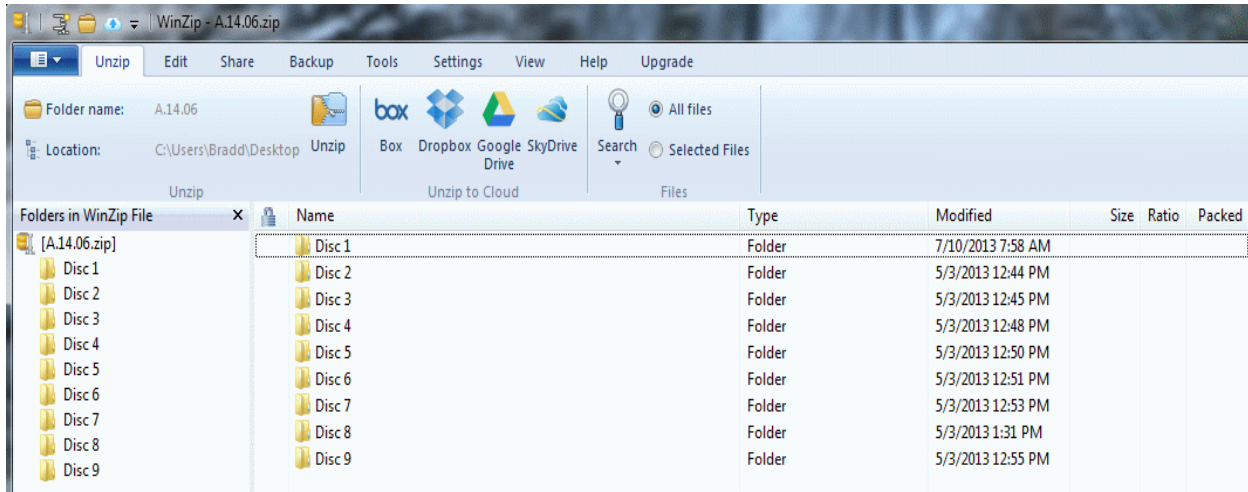 WinZip - A.14.06.zip
Unzip Edit Share Backup Tools Settings View Help Upgrade
Folder name: A.14.06
Location: C:\Users\Bradd\Desktop
Unzip
Unzip
box
Box Dropbox Google Drive SkyDrive
Unzip to Cloud
Search
All files
Selected Files
Files
Folders in WinZip File X
[A.14.06.zip]
Disc 1
Disc 2
Disc 3
Disc 4
Disc 5
Disc 6
Disc 7
Disc 8
Disc 9
Name Type Modified Size Ratio Packed
Disc 1 Folder 7/10/2013 7:58 AM
Disc 2 Folder 5/3/2013 12:44 PM
Disc 3 Folder 5/3/2013 12:45 PM
Disc 4 Folder 5/3/2013 12:48 PM
Disc 5 Folder 5/3/2013 12:50 PM
Disc 6 Folder 5/3/2013 12:51 PM
Disc 7 Folder 5/3/2013 12:53 PM
Disc 8 Folder 5/3/2013 1:31 PM
Disc 9 Folder 5/3/2013 12:55 PM